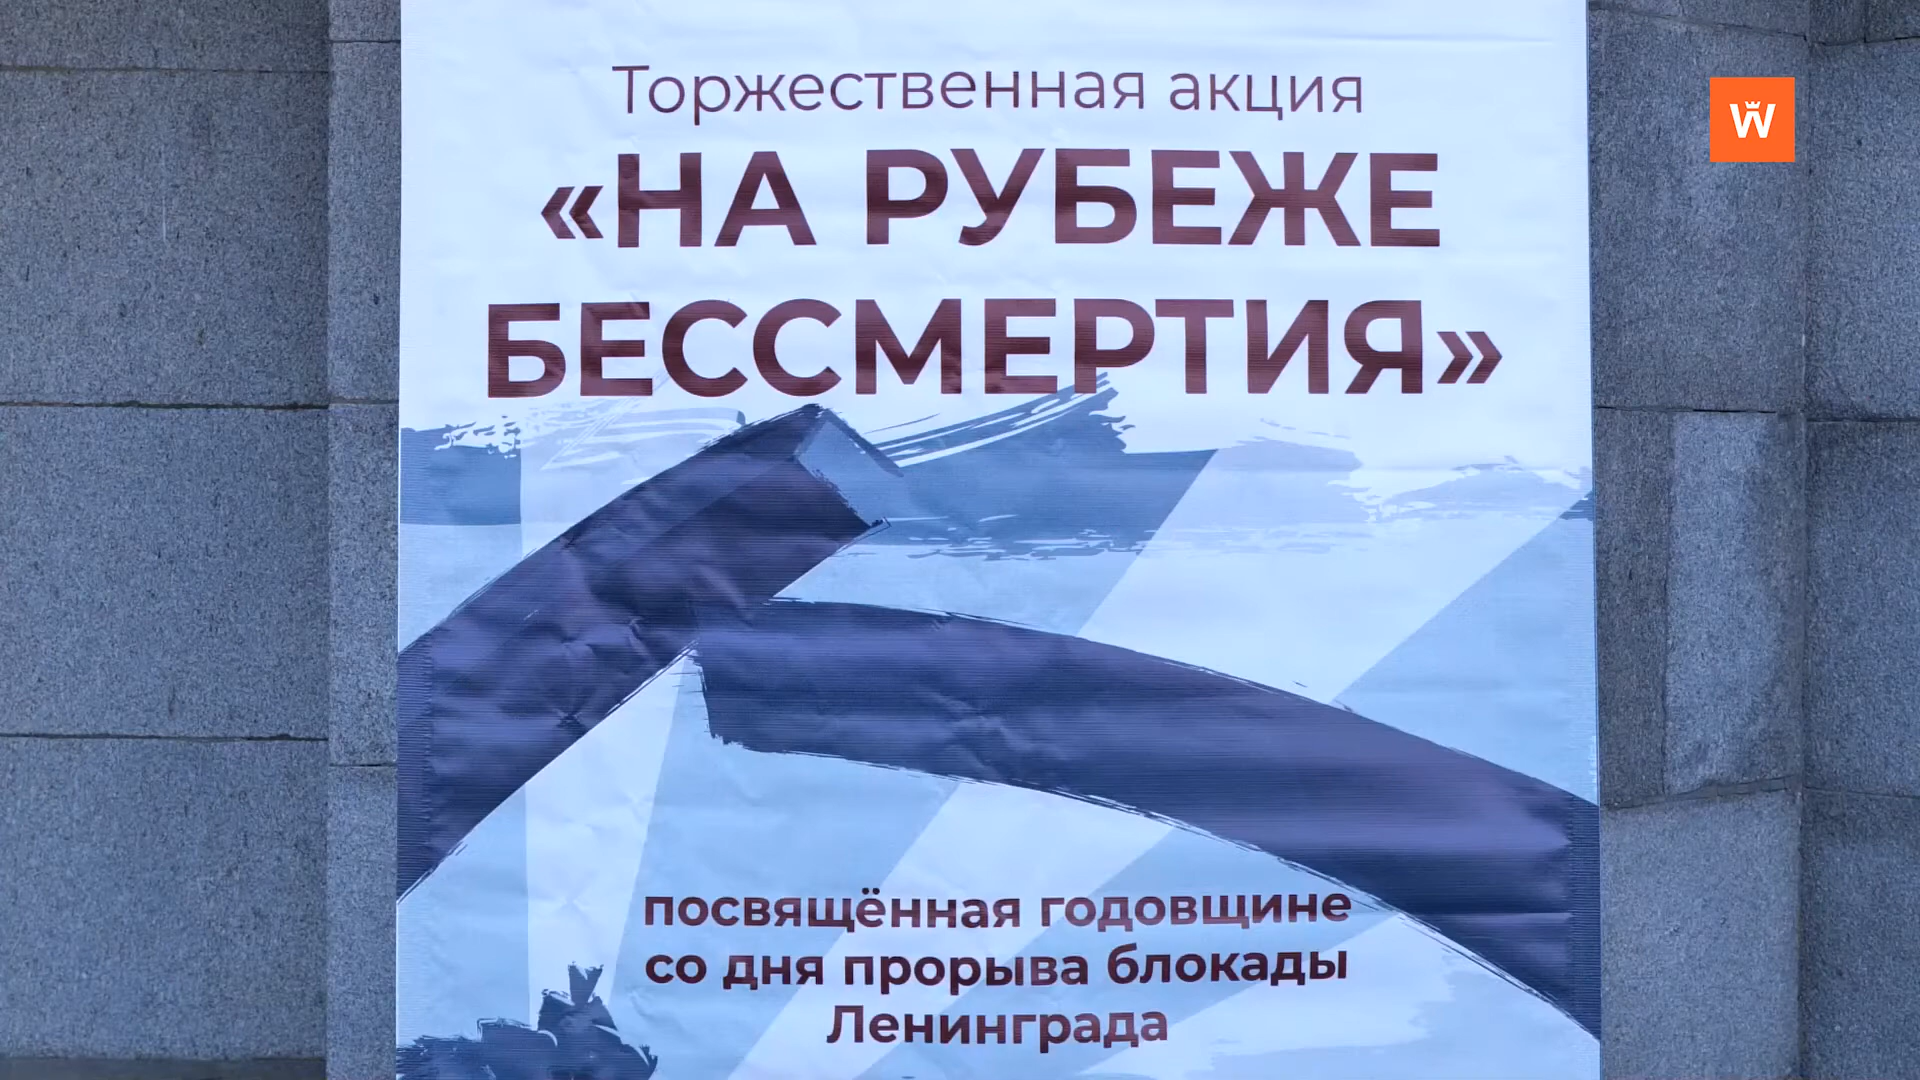 Торжественная акция
«НА РУБЕЖЕ
БЕССМЕРТИЯ»
посвящённая годовщине
со дня прорыва блокады
Ленинграда
W